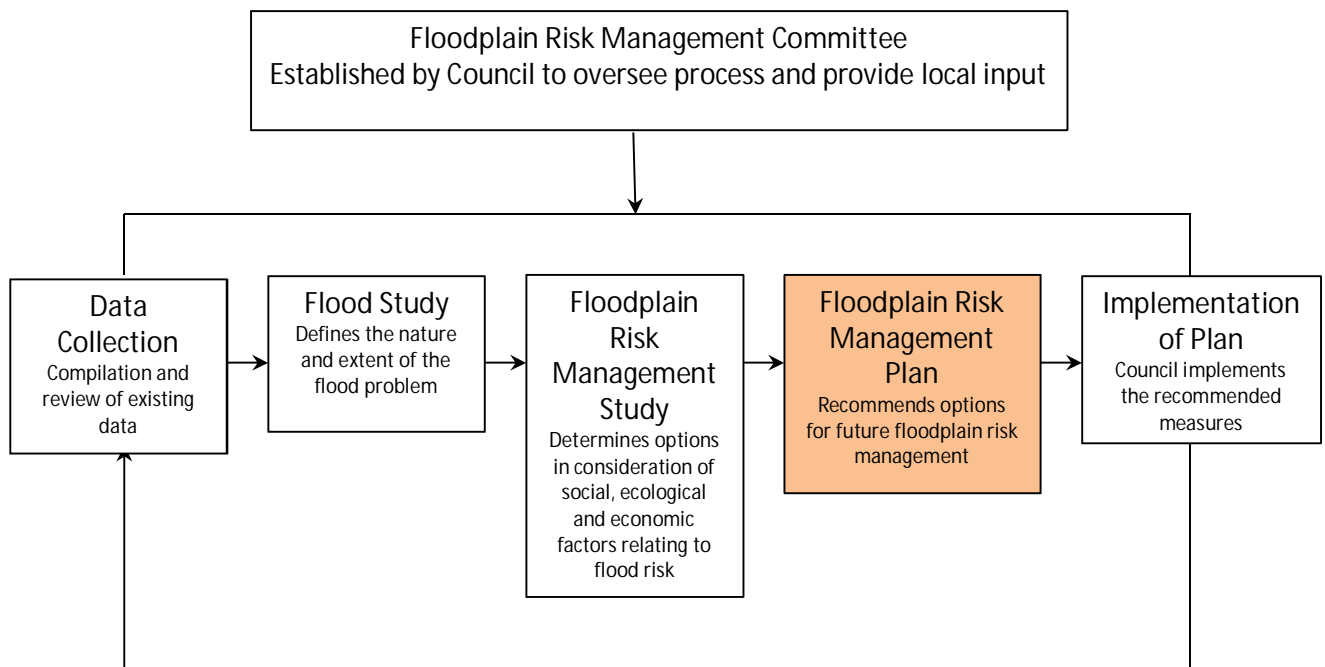 Floodplain Risk Management Committee
Established by Council to oversee process and provide local input
Data
Collection
Compilation and
review of existing
data
Flood Study
Defines the nature
and extent of the
flood problem
Floodplain
Risk
Management
Study
Determines options
in consideration of
social, ecological
and economic
factors relating to
flood risk
Floodplain Risk
Management
Plan
Recommends options
for future floodplain risk
management
Implementation
of Plan
Council implements
the recommended
measures